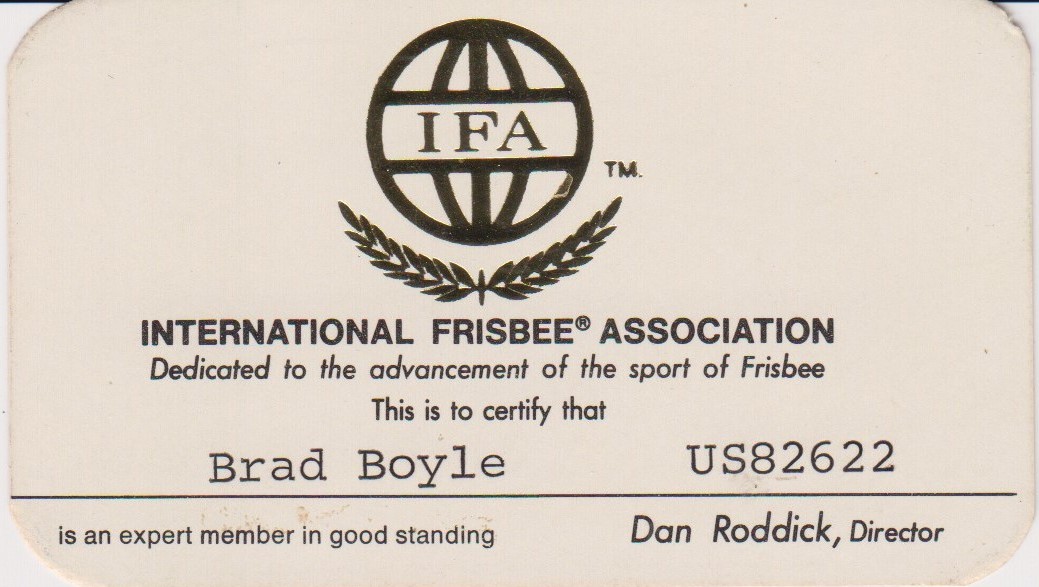 IFA
TM.
INTERNATIONAL FRISBEE® ASSOCIATION
Dedicated to the advancement of the sport of Frisbee
This is to certify that
Brad Boyle US82622
is an expert member in good standing Dan Roddick, Director